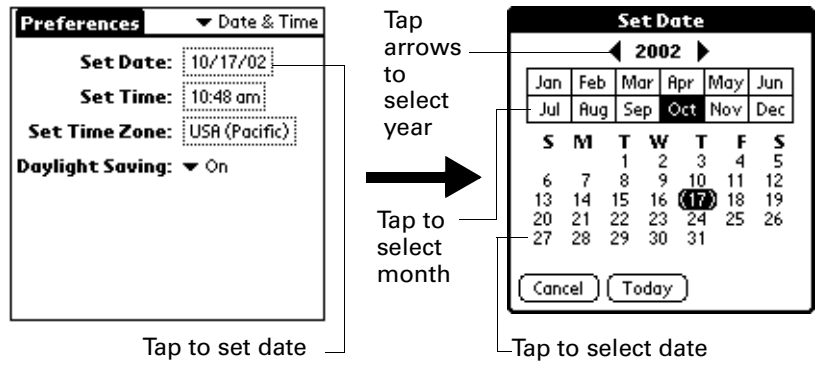 Preferences
Date & Time
Set Date: 10/17/02
Set Time: 10:48 am
Set Time Zone: USA (Pacific)
Daylight Saving: On
Tap to set date
Tap
arrows
to
select
year
Tap to
select
month
Set Date
2002
Jan Feb Mar Apr May Jun
Jul Aug Sep Oct Nov Dec
S M T W T F S
1 2 3 4 5
6 7 8 9 10 11 12
13 14 15 16 17 18 19
20 21 22 23 24 25 26
27 28 29 30 31
Cancel Today
Tap to select date